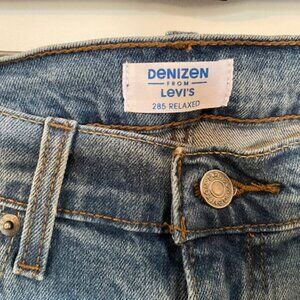 DENIZEN
FROM
LEVI'S
285 RELAXED